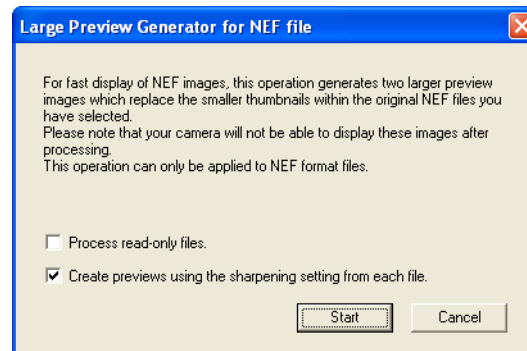 Large Preview Generator for NEF file
For fast display of NEF images, this operation generates two larger preview
images which replace the smaller thumbnails within the original NEF files you
have selected.
Please note that your camera will not be able to display these images after
processing.
This operation can only be applied to NEF format files.
Process read-only files.
Create previews using the sharpening setting from each file.
Start
Cancel